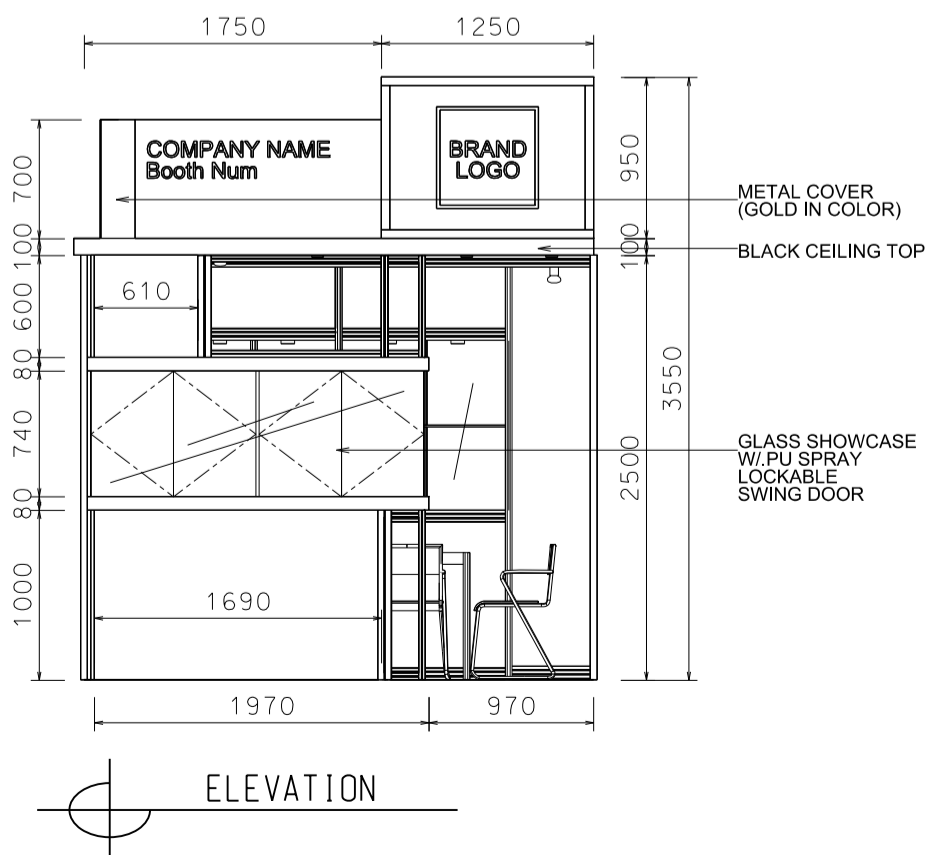 1750
1250
COMPANY NAME
Booth Num
BRAND
LOGO
700
100
600
80
740
80
1000
610
1690
950
100
2500
3550
METAL COVER
(GOLD IN COLOR)
BLACK CEILING TOP
GLASS SHOWCASE
W/.PU SPRAY
LOCKABLE
SWING DOOR
1970
970
ELEVATION